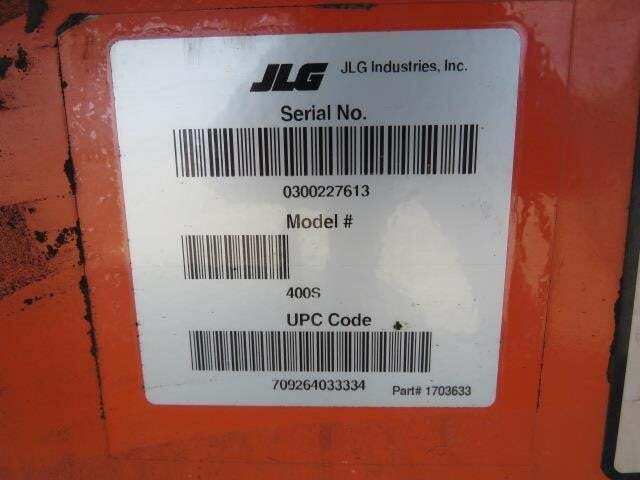 JLG JLG Industries, Inc.
Serial No.
0300227613
Model #
400S
UPC Code
709264033334
Part# 1703633